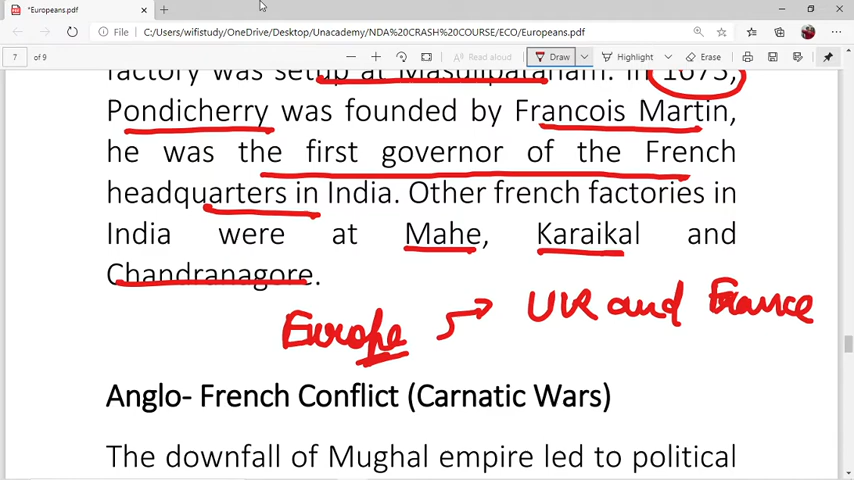 *Europeans.pdf
File | C:/Users/wifistudy/OneDrive/Desktop/Unacademy/NDA%20CRASH%20COURSE/ECO/Europeans.pdf
7 of 9 Read aloud Draw Highlight Erase
factory was setup at Masulipatanam. In 1673,
Pondicherry was founded by Francois Martin,
he was the first governor of the French
headquarters in India. Other french factories in
India were at Mahe, Karaikal and
Chandranagore.
Europe UK and France
Anglo- French Conflict (Carnatic Wars)
The downfall of Mughal empire led to political